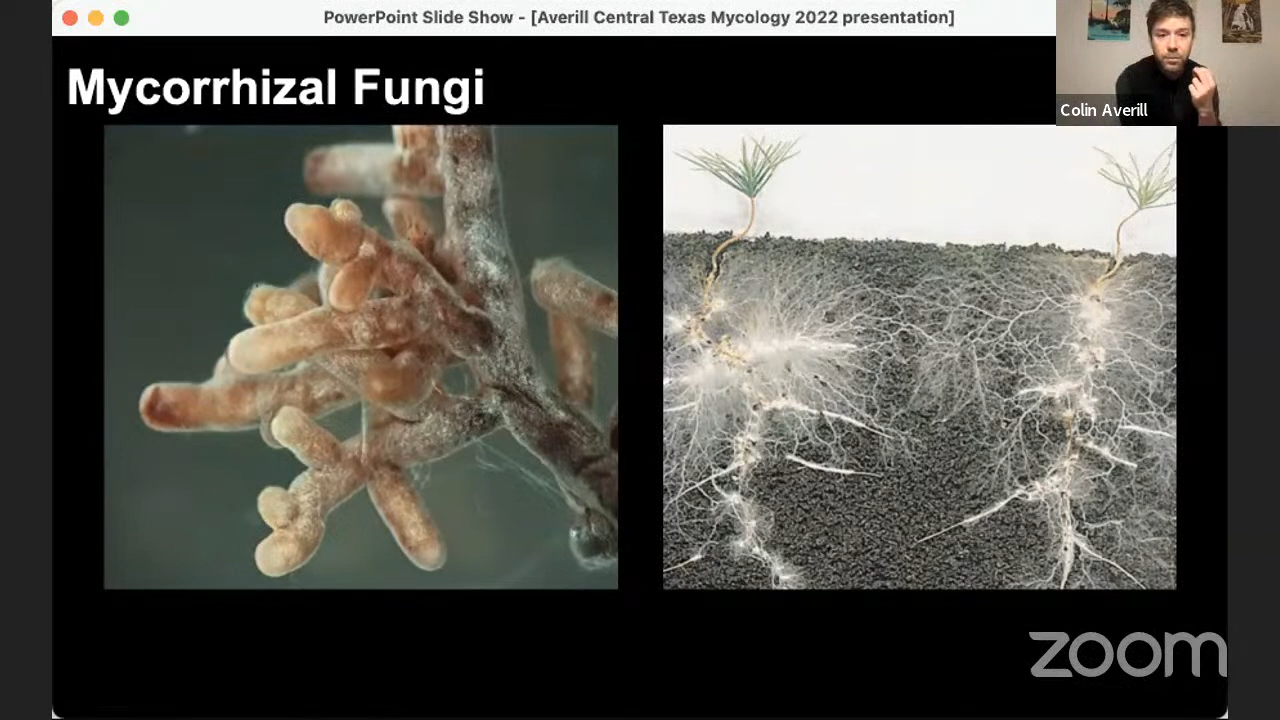 PowerPoint Slide Show - [Averill Central Texas Mycology 2022 presentation]
Mycorrhizal Fungi
Colin Averill
zoom